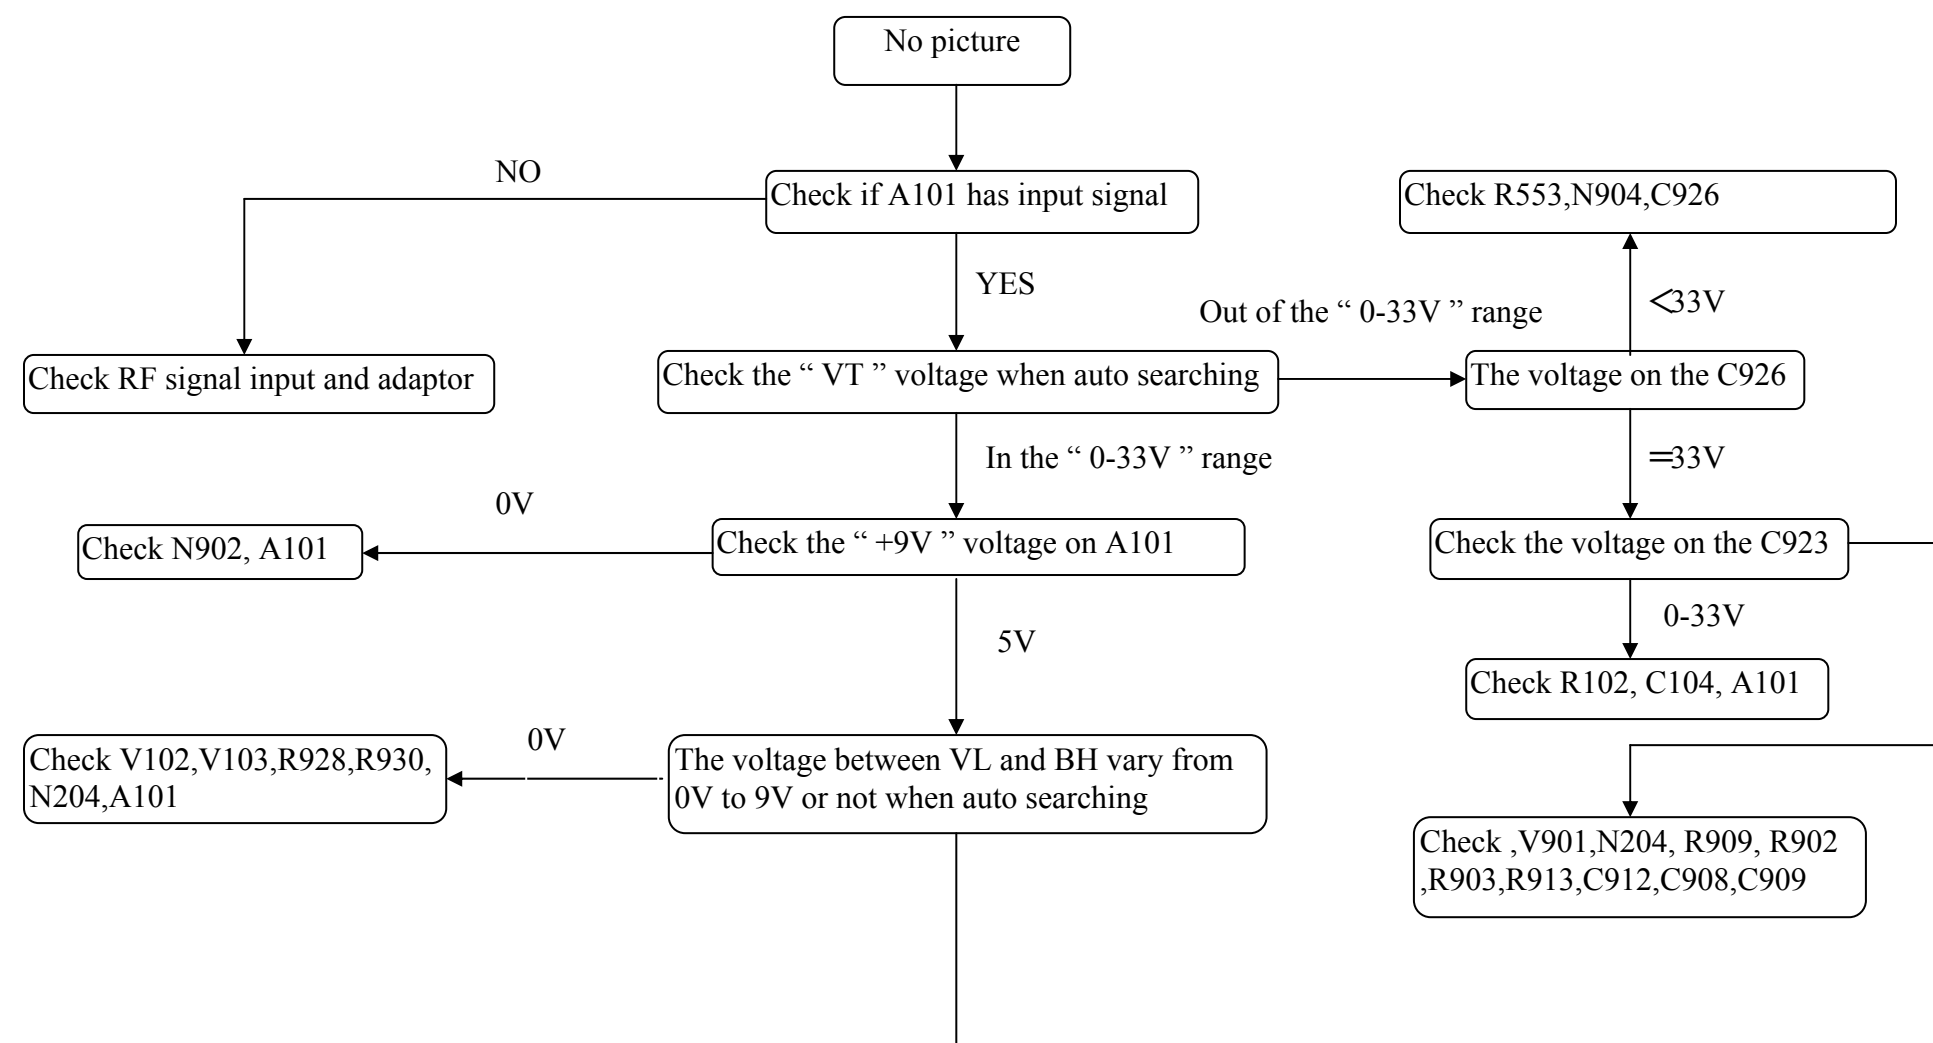 No picture
NO
Check if A101 has input signal
Check R553,N904,C926
YES
Out of the “ 0-33V ” range
<33V
Check RF signal input and adaptor
Check the “ VT ” voltage when auto searching
The voltage on the C926
In the “ 0-33V ” range
=33V
0V
Check N902, A101
Check the “ +9V ” voltage on A101
Check the voltage on the C923
0-33V
5V
Check R102, C104, A101
0V
Check V102,V103,R928,R930,
N204,A101
The voltage between VL and BH vary from
0V to 9V or not when auto searching
Check ,V901,N204, R909, R902
,R903,R913,C912,C908,C909